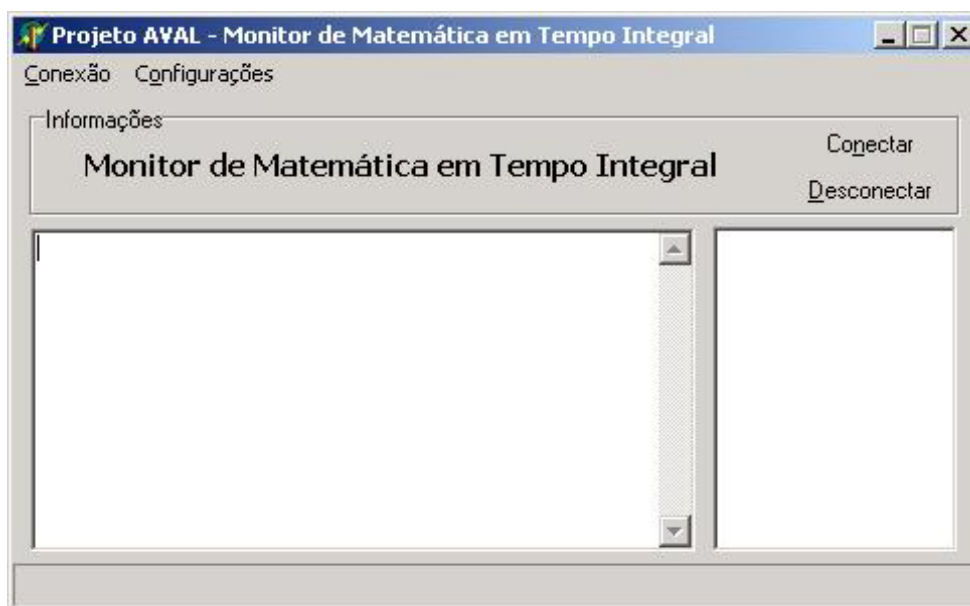 Projeto AVAL - Monitor de Matemática em Tempo Integral
Conexão Configurações
Informações
Monitor de Matemática em Tempo Integral
Conectar
Desconectar